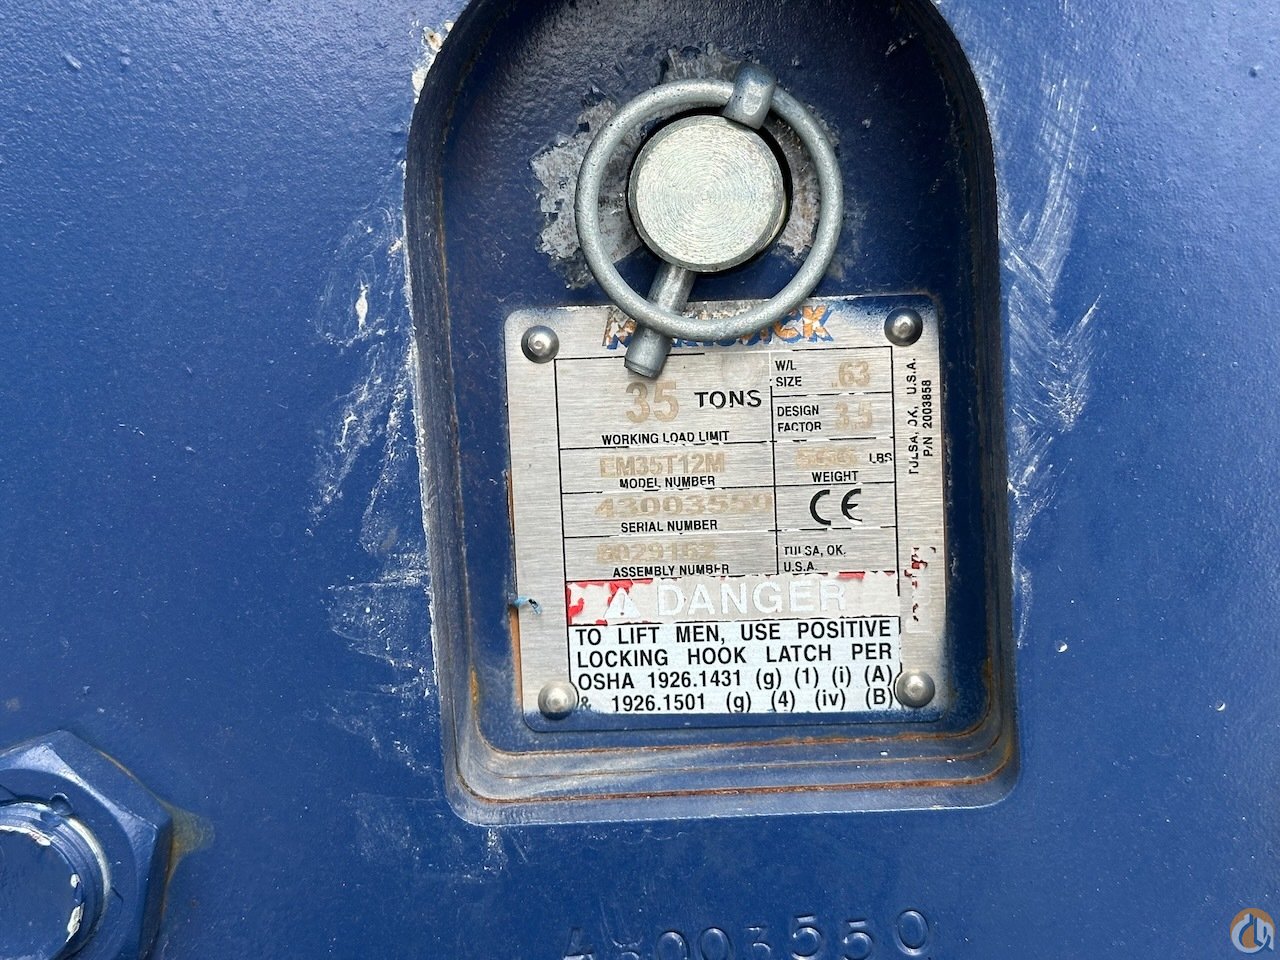 35 TONS
WORKING LOAD LIMIT
W/L
SIZE .63
DESIGN
FACTOR 3.5
EM35T12M
MODEL NUMBER
LBS
WEIGHT
43003550
SERIAL NUMBER
CE
ASSEMBLY NUMBER
TULSA, OK.
U.S.A.
TULSA, OK, U.S.A.
P/N 2003858
DANGER
TO LIFT MEN, USE POSITIVE
LOCKING HOOK LATCH PER
OSHA 1926.1431 (g) (1) (i) (A)
& 1926.1501 (g) (4) (iv) (B)
43003550